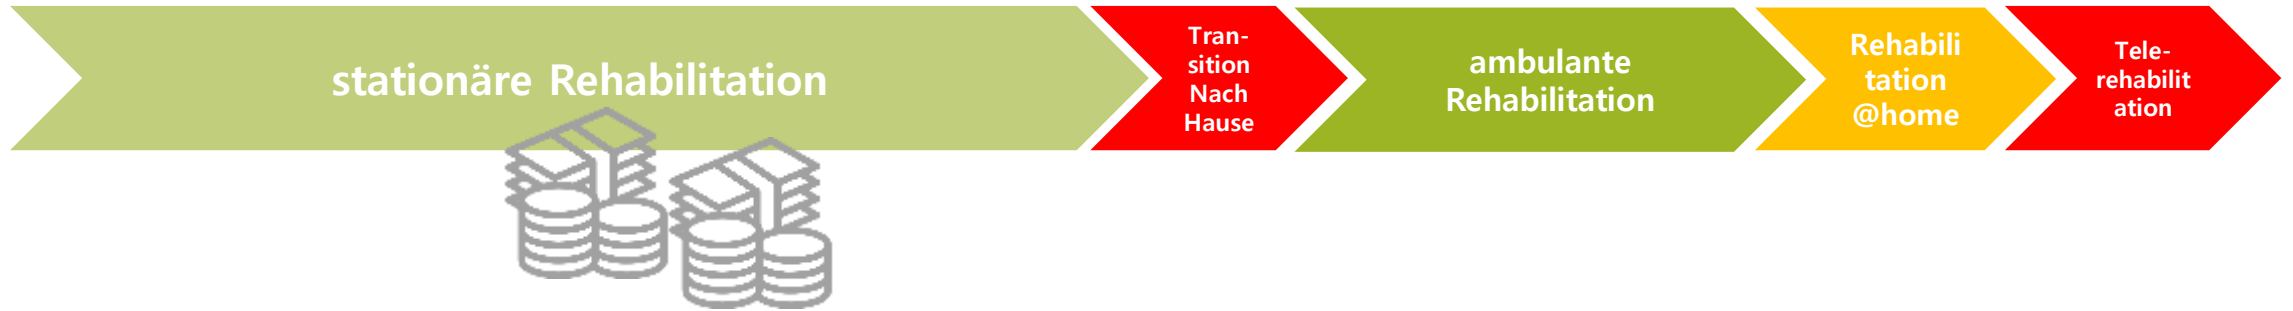 stationäre Rehabilitation
Tran-
sition
Nach
Hause
ambulante
Rehabilitation
Rehabili
tation
@home
Tele-
rehabilit
ation